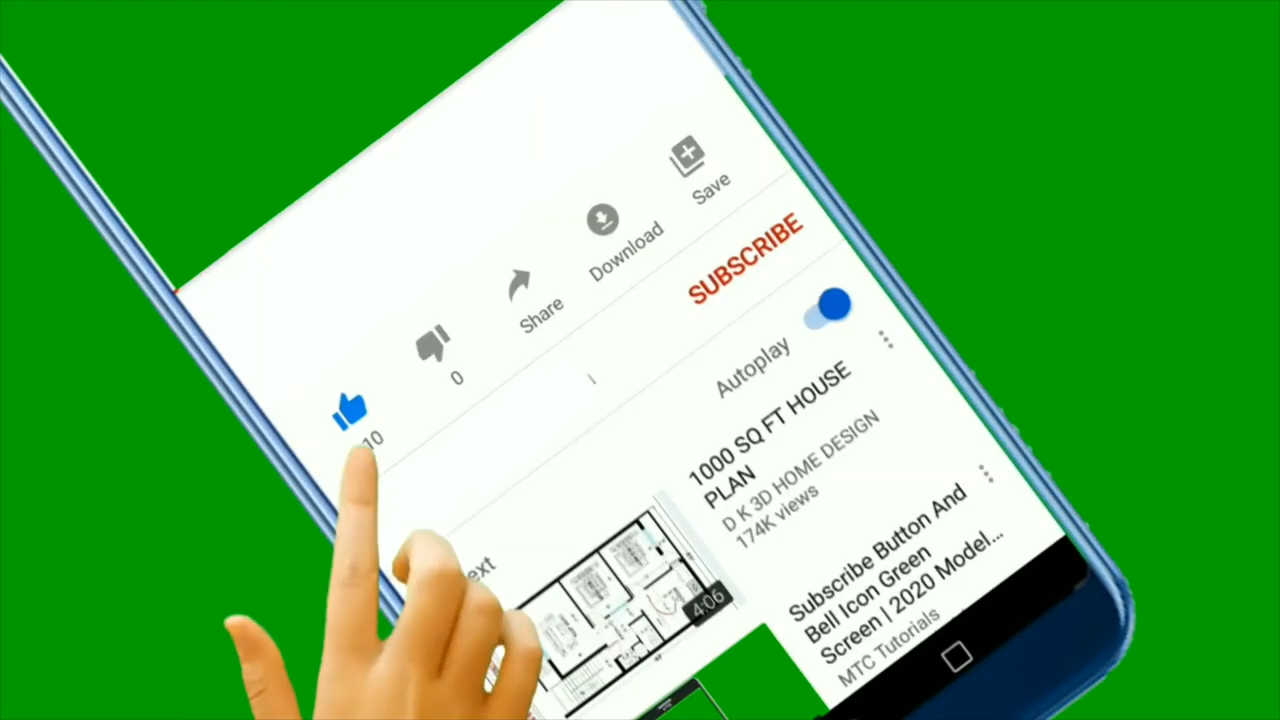 10
0
Share
Download
Save
SUBSCRIBE
Autoplay
ext
1000 SQ FT HOUSE
PLAN
D K 3D HOME DESIGN
174K views
4:06
Subscribe Button And
Bell Icon Green
Screen | 2020 Model...
MTC Tutorials